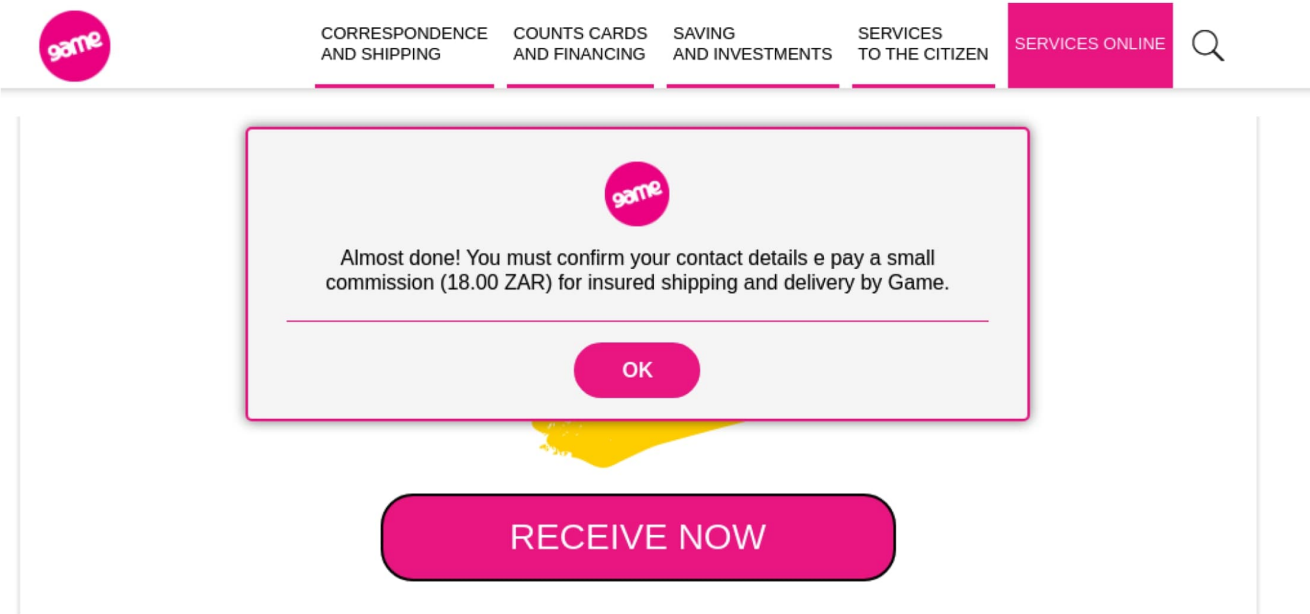 game
CORRESPONDENCE
AND SHIPPING
COUNTS CARDS
AND FINANCING
SAVING
AND INVESTMENTS
SERVICES
TO THE CITIZEN
SERVICES ONLINE
game
Almost done! You must confirm your contact details e pay a small
commission (18.00 ZAR) for insured shipping and delivery by Game.
OK
RECEIVE NOW